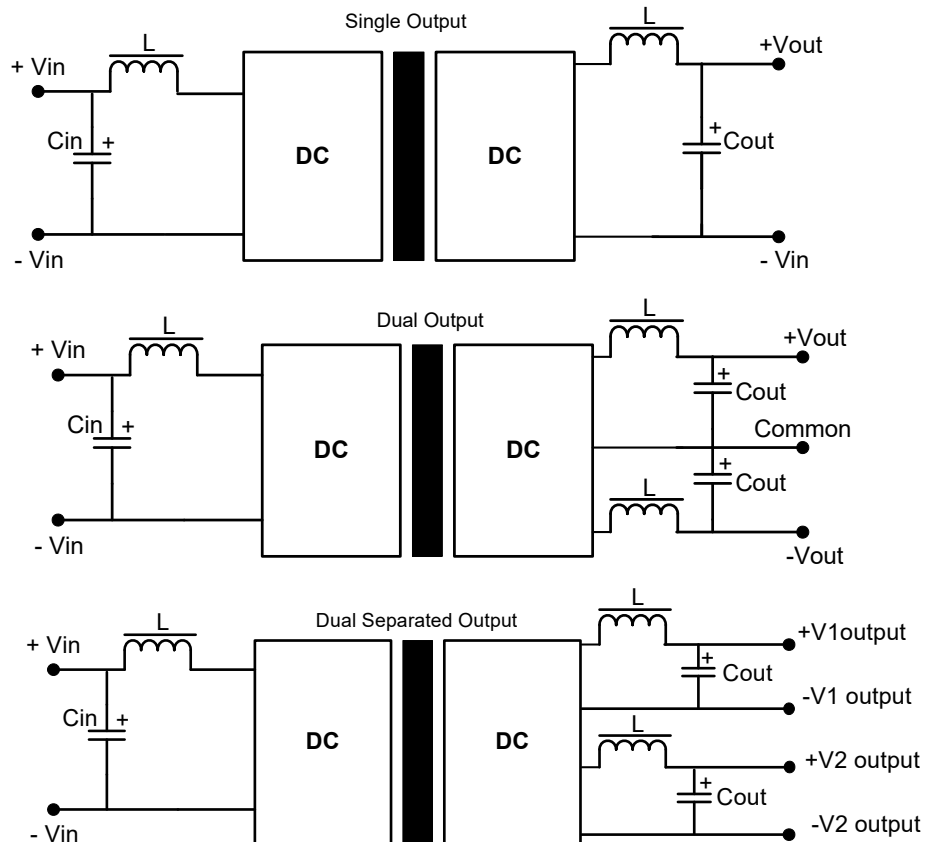 Single Output
L
L
+ Vin
+Vout
Cin
+
DC
DC
+
Cout
- Vin
- Vin
Dual Output
L
L
+ Vin
+Vout
+
Cout
Cin
+
DC
DC
Common
+
Cout
L
- Vin
-Vout
Dual Separated Output
L
L
+ Vin
+V1output
+
Cout
-V1 output
Cin
+
DC
DC
L
+V2 output
+
Cout
- Vin
-V2 output